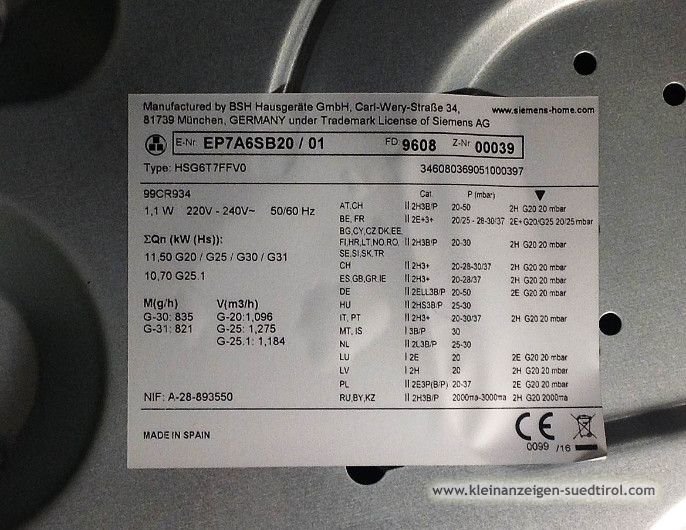 Manufactured by BSH Hausgeräte GmbH, Carl-Wery-Straße 34, www.siemens-home.com
81739 München, GERMANY under Trademark License of Siemens AG
E-Nr EP7A6SB20 / 01 FD 9608 Z-Nr 00039
Type: HSG6T7FFV0 346080369051000397
99CR934
1,1 W 220V - 240V~ 50/60 Hz
ΣQn (kW (Hs)):
11,50 G20 / G25 / G30 / G31
10,70 G25.1
M(g/h) V(m3/h)
G-30: 835 G-20:1,096
G-31: 821 G-25: 1,275
G-25.1: 1,184
NIF: A-28-893550
Cat. P (mbar)
AT,CH II 2H3B/P 20-50 2H G20 20 mbar
BE, FR II 2E+3+ 20/25 - 28-30/37 2E+G20/G25 20/25 mbar
BG,CY,CZ DK,EE,
FI,HR,LT,NO,RO, II 2H3B/P 20-30 2H G20 20 mbar
SE,SI,SK,TR
CH II 2H3+ 20-28-30/37 2H G20 20 mbar
ES,GB,GR,IE II 2H3+ 20-28-30/37 2H G20 20 mbar
DE II 2ELL3B/P 20-50 2E G20 20 mbar
HU II 2HS3B/P 25-30
IT, PT II 2H3+ 20-30/37 2H G20 20 mbar
MT, IS I 3B/P 30
NL II 2L3B/P 25-30
LU I 2E 20 2E G20 20 mbar
LV I 2H 20 2H G20 20 mbar
PL II 2E3P(B/P) 20-37 2E G20 20 mbar
RU,BY,KZ II 2H3B/P 2000πa-3000πa 2H G20 2000πa
MADE IN SPAIN
CE
0099 /16
www.kleinanzeigen-suedtirol.com